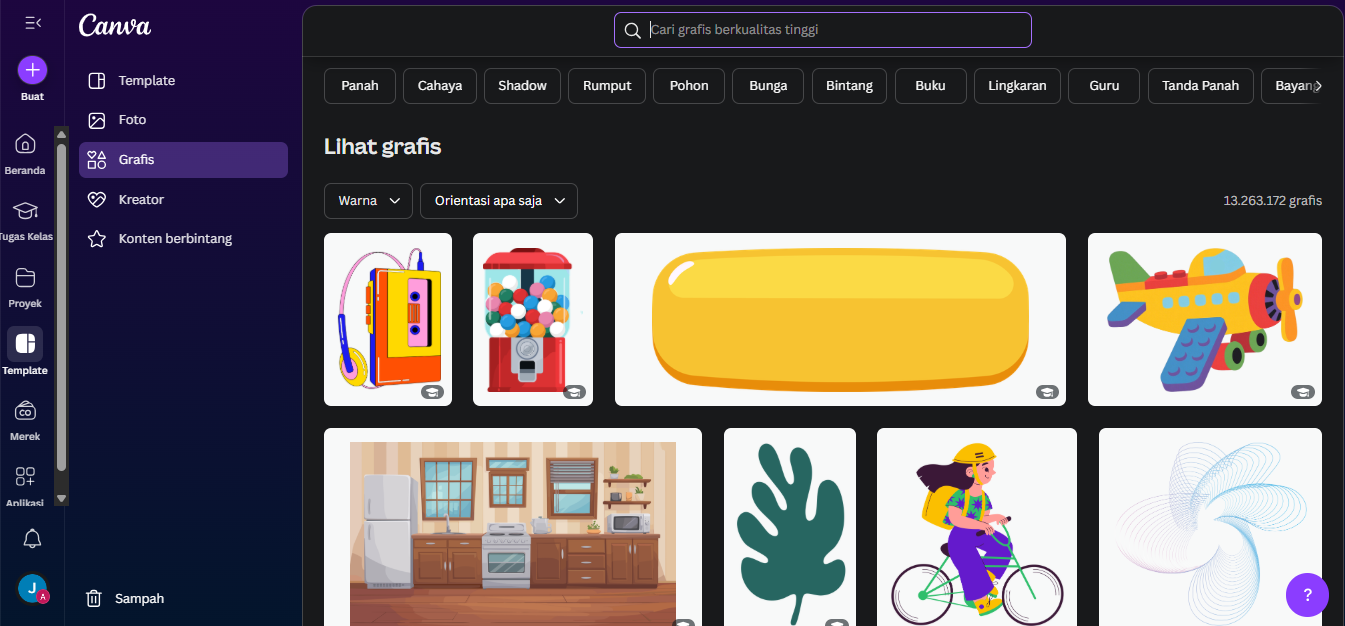 Canva
Cari grafis berkualitas tinggi
Buat
Beranda
Tugas Kelas
Proyek
Template
Merek
Aplikasi
J
A
Template
Foto
Grafis
Kreator
Konten berbintang
Sampah
Panah
Cahaya
Shadow
Rumput
Pohon
Bunga
Bintang
Buku
Lingkaran
Guru
Tanda Panah
Bayang
Lihat grafis
Warna
Orientasi apa saja
13.263.172 grafis
CO
?